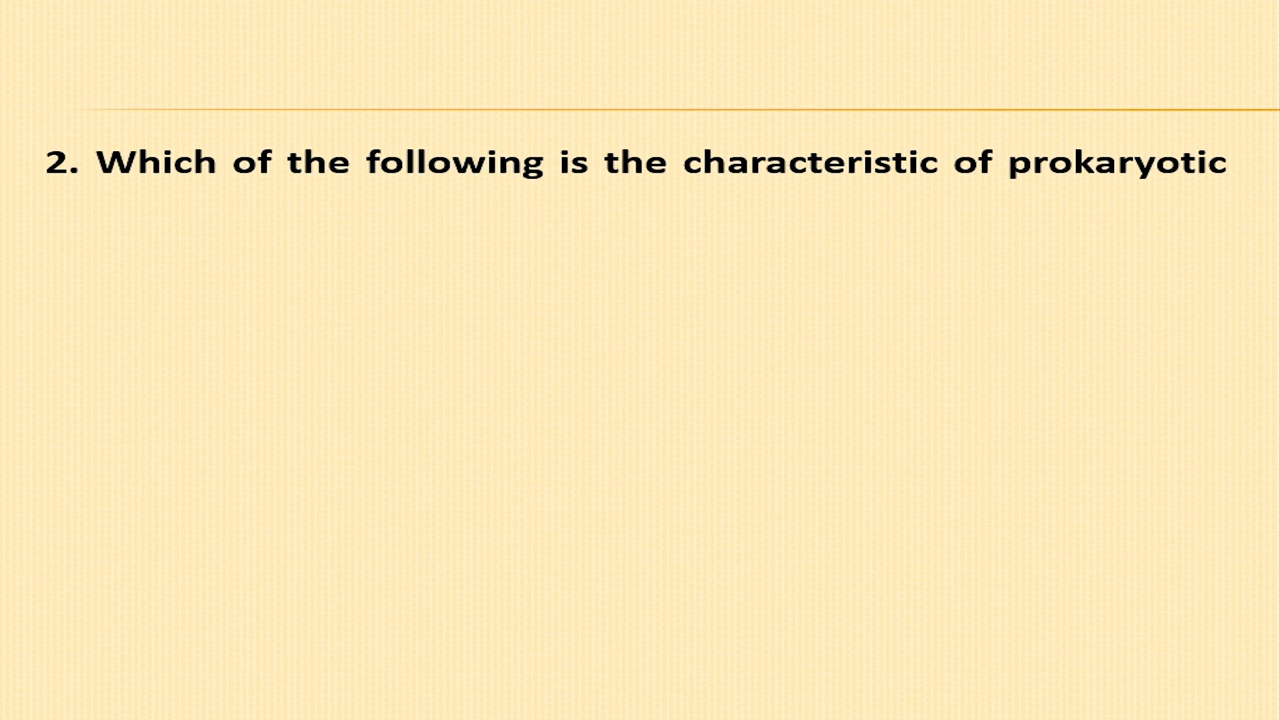 2. Which of the following is the characteristic of prokaryotic